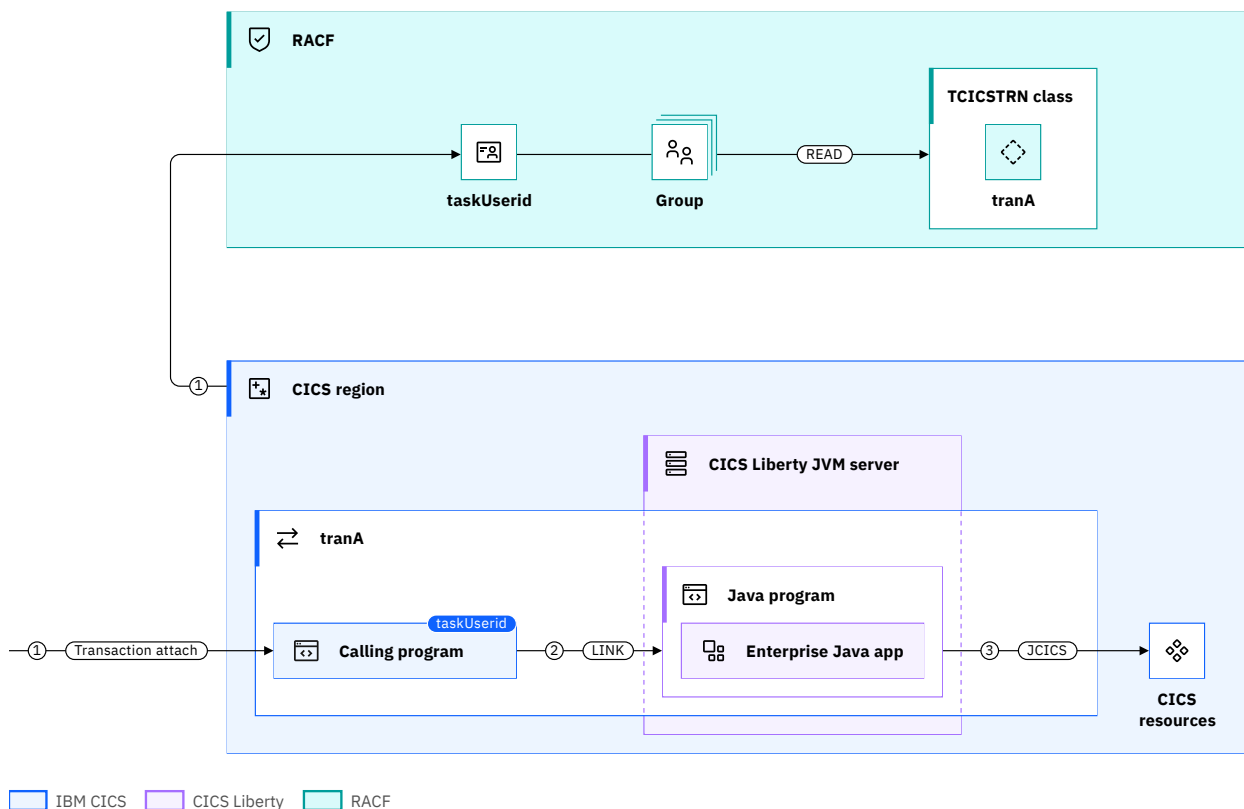 RACF
TCICSTRN class
READ
taskUserid
Group
tranA
1
CICS region
CICS Liberty JVM server
tranA
Java program
taskUserid
1
Transaction attach
Calling program
2
LINK
Enterprise Java app
3
JCICS
CICS
resources
IBM CICS
CICS Liberty
RACF